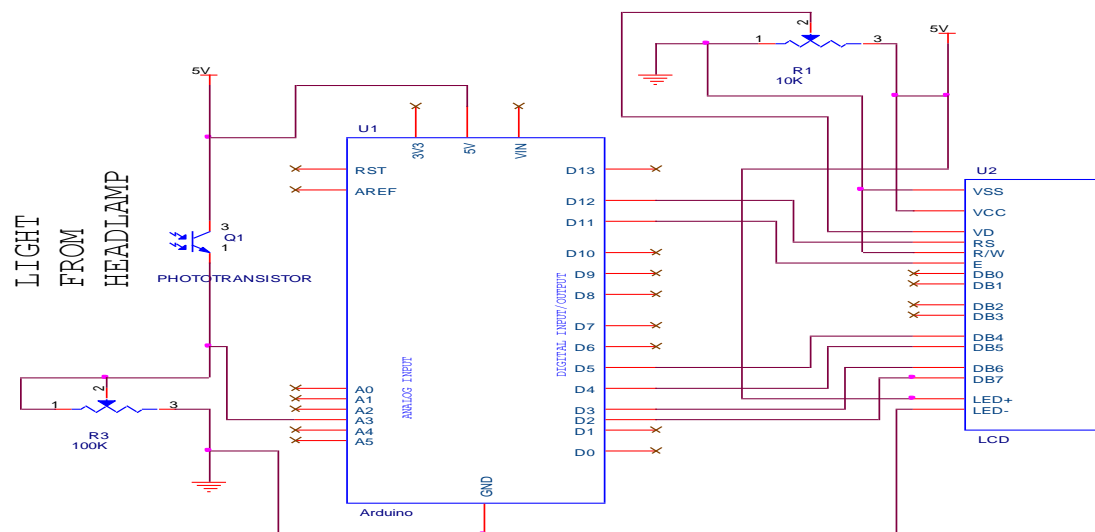 5V
LIGHT
FROM
HEADLAMP
3
Q1
1
PHOTOTRANSISTOR
2
1
3
R3
100K
U1
3V3
5V
VIN
RST
AREF
A0
A1
A2
A3
A4
A5
ANALOG INPUT
DIGITAL INPUT/OUTPUT
D13
D12
D11
D10
D9
D8
D7
D6
D5
D4
D3
D2
D1
D0
GND
Arduino
2
1
3
R1
10K
5V
U2
VSS
VCC
VD
RS
R/W
E
DB0
DB1
DB2
DB3
DB4
DB5
DB6
DB7
LED+
LED-
LCD